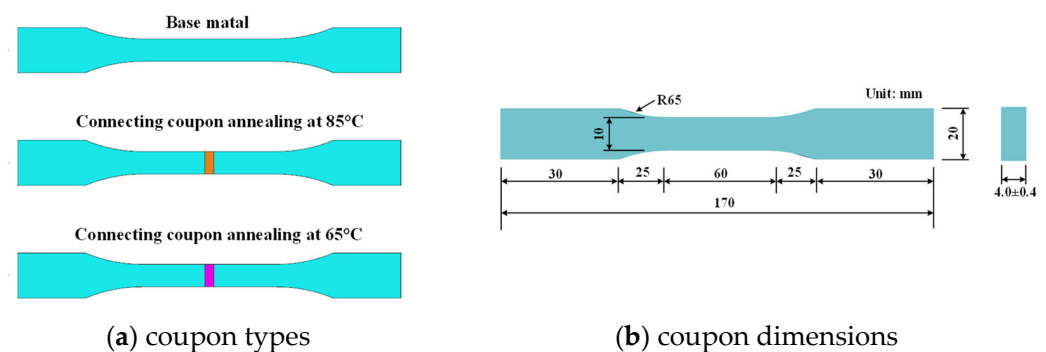 Base matal
Connecting coupon annealing at 85°C
Connecting coupon annealing at 65°C
(a) coupon types
R65
Unit: mm
10
20
30
25
60
25
30
4.0±0.4
170
(b) coupon dimensions